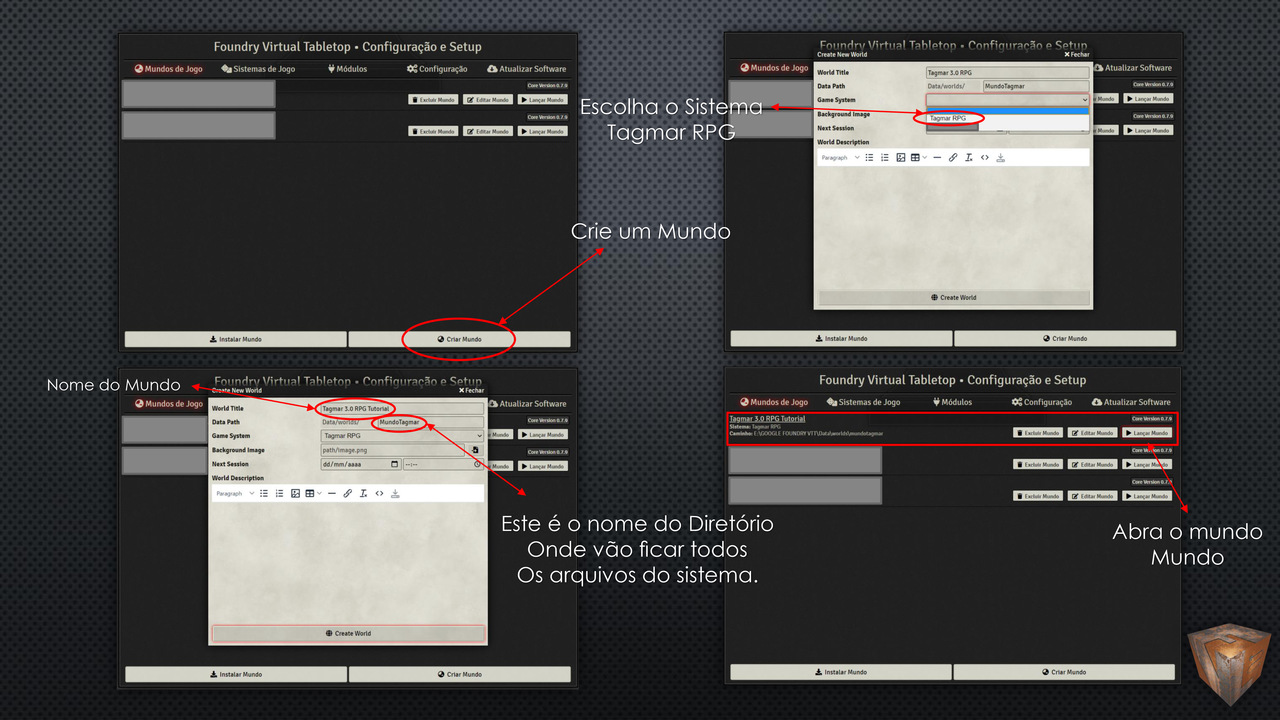 Foundry Virtual Tabletop • Configuração e Setup
Mundos de Jogo
Sistemas de Jogo
Módulos
Configuração
Atualizar Software
Core Version 0.7.9
Excluir Mundo
Editar Mundo
Lançar Mundo
Core Version 0.7.9
Excluir Mundo
Editar Mundo
Lançar Mundo
Instalar Mundo
Criar Mundo
Crie um Mundo
Escolha o Sistema
Tagmar RPG
Foundry Virtual Tabletop • Configuração e Setup
Create New World
Fechar
Mundos de Jogo
Atualizar Software
World Title
Tagmar 3.0 RPG
Data Path
Data/worlds/
MundoTagmar
Game System
Tagmar RPG
Background Image
Next Session
World Description
Paragraph
Create World
Core Version 0.7.9
Lançar Mundo
Core Version 0.7.9
Lançar Mundo
Instalar Mundo
Criar Mundo
Nome do Mundo
Foundry Virtual Tabletop • Configuração e Setup
Create New World
Fechar
Mundos de Jogo
Atualizar Software
World Title
Tagmar 3.0 RPG Tutorial
Data Path
Data/worlds/
MundoTagmar
Game System
Tagmar RPG
Background Image
path/image.png
Next Session
dd/mm/aaaa
--:--
World Description
Paragraph
Create World
Core Version 0.7.9
Lançar Mundo
Core Version 0.7.9
Lançar Mundo
Instalar Mundo
Criar Mundo
Este é o nome do Diretório
Onde vão ficar todos
Os arquivos do sistema.
Foundry Virtual Tabletop • Configuração e Setup
Mundos de Jogo
Sistemas de Jogo
Módulos
Configuração
Atualizar Software
Tagmar 3.0 RPG Tutorial
Core Version 0.7.9
Sistema: Tagmar RPG
Caminho: E:\GOOGLE FOUNDRY VTT\Data\worlds\mundotagmar
Excluir Mundo
Editar Mundo
Lançar Mundo
Core Version 0.7.9
Excluir Mundo
Editar Mundo
Lançar Mundo
Core Version 0.7.9
Excluir Mundo
Editar Mundo
Lançar Mundo
Instalar Mundo
Criar Mundo
Abra o mundo
Mundo